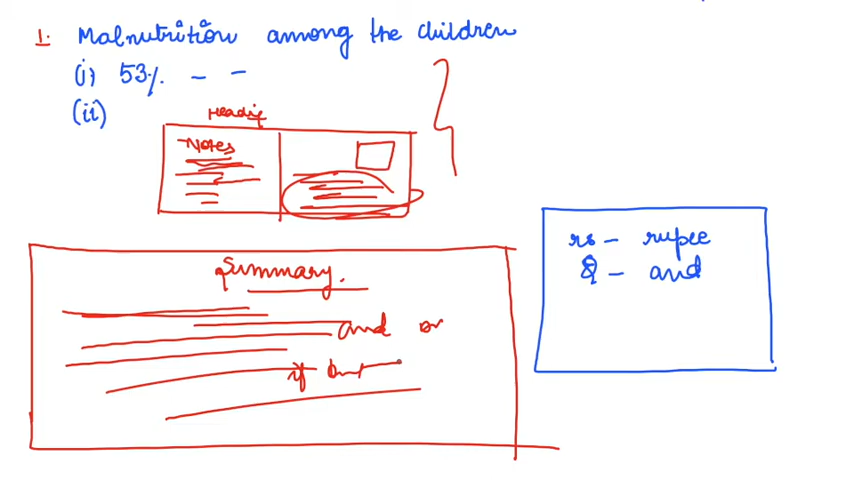 1. Malnutrition among the children
(i) 53% - -
(ii)
Heading
Notes
Summary.
and or
if but
rs - rupee
& - and